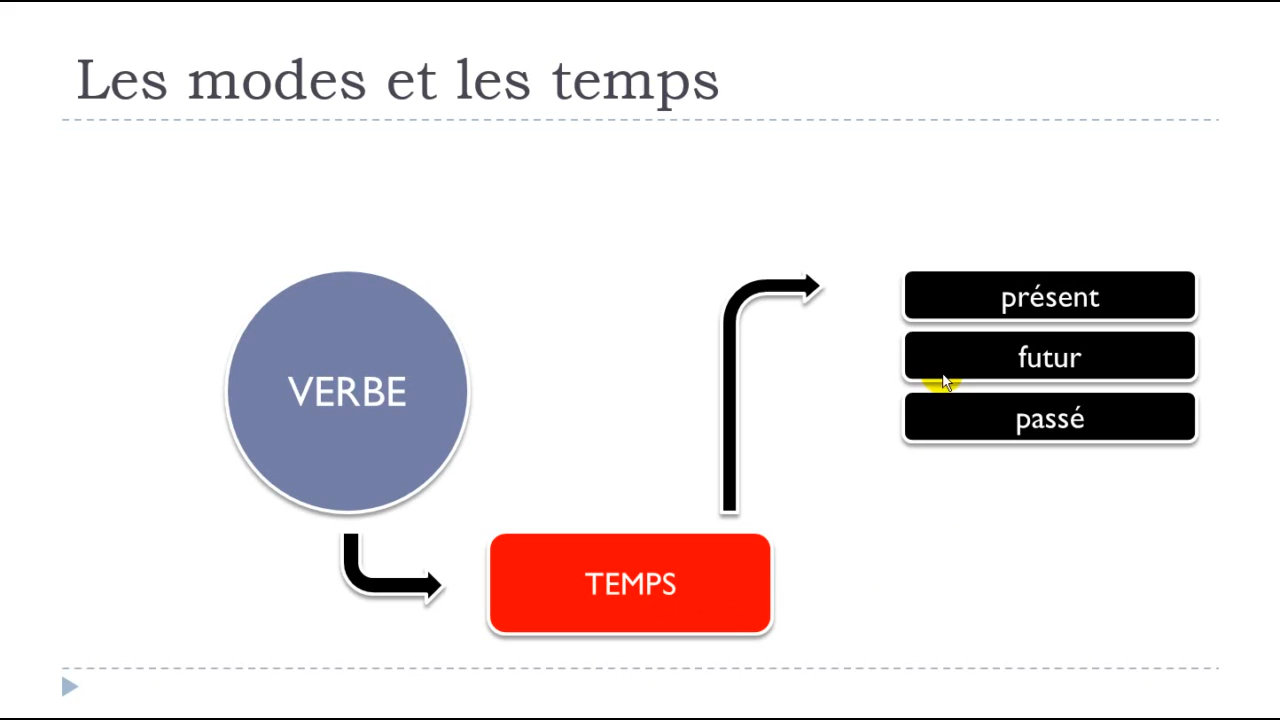 Les modes et les temps
VERBE
TEMPS
présent
futur
passé